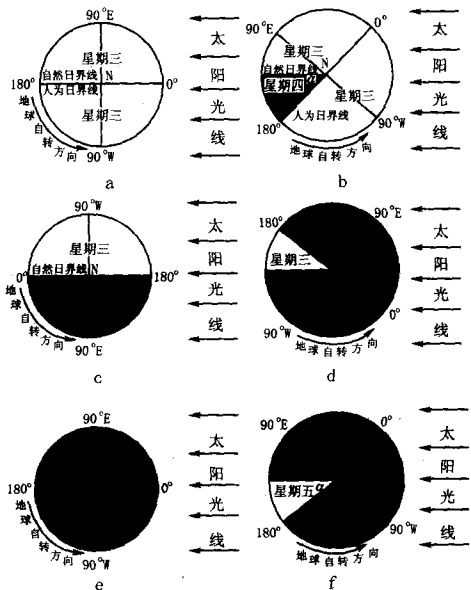 90°E
星期三
自然日界线 N
180° 0°
人为日界线
星期三
90°W
地球自转方向
太阳光线
a
0°
90°E
星期三
自然日界线 N
星期四 α
星期三
人为日界线
180°
90°W
地球自转方向
太阳光线
b
90°W
星期三
自然日界线 N
0° 180°
90°E
地球自转方向
太阳光线
c
180°
90°E
星期三
0°
90°W
地球自转方向
太阳光线
d
90°E
180° 0°
90°W
地球自转方向
太阳光线
e
0°
90°E
星期五 α
180°
90°W
地球自转方向
太阳光线
f